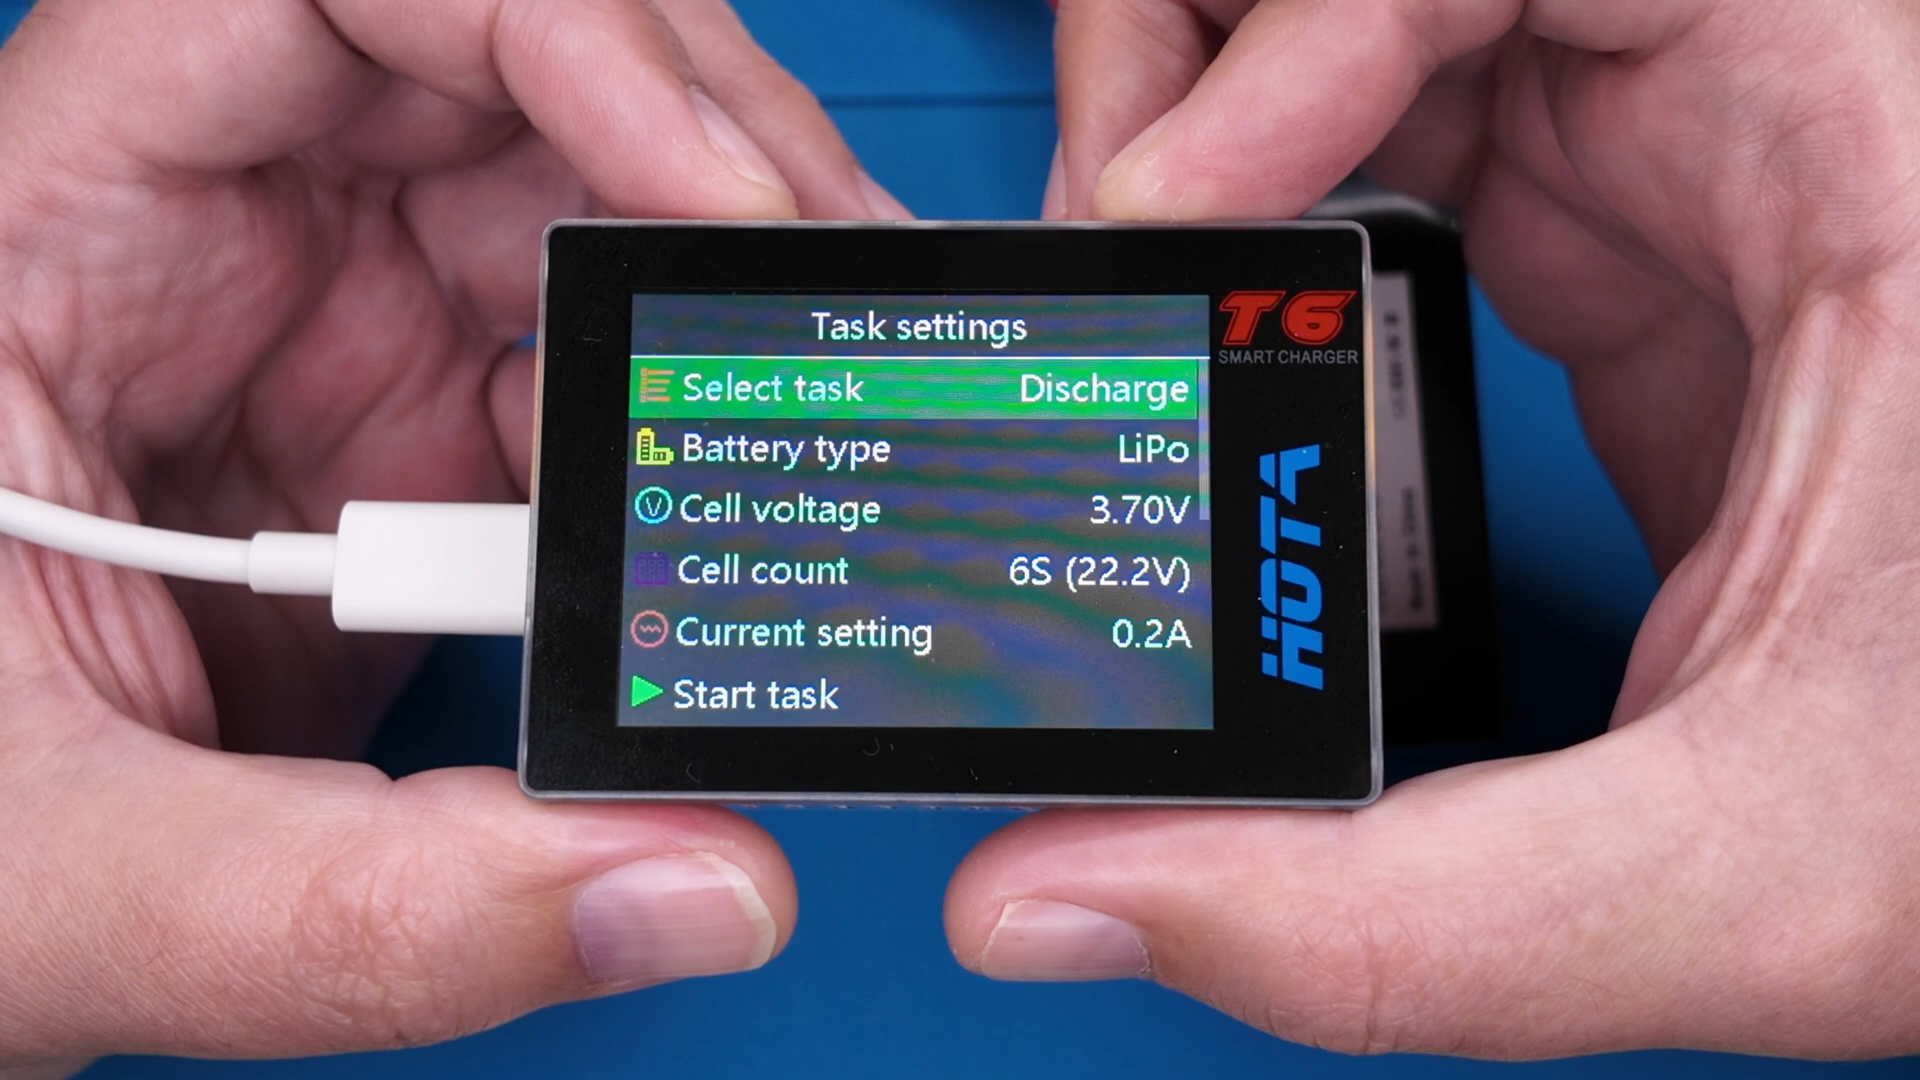 Task settings
Select task Discharge
Battery type LiPo
Cell voltage 3.70V
Cell count 6S (22.2V)
Current setting 0.2A
Start task
T6
SMART CHARGER
HOTA